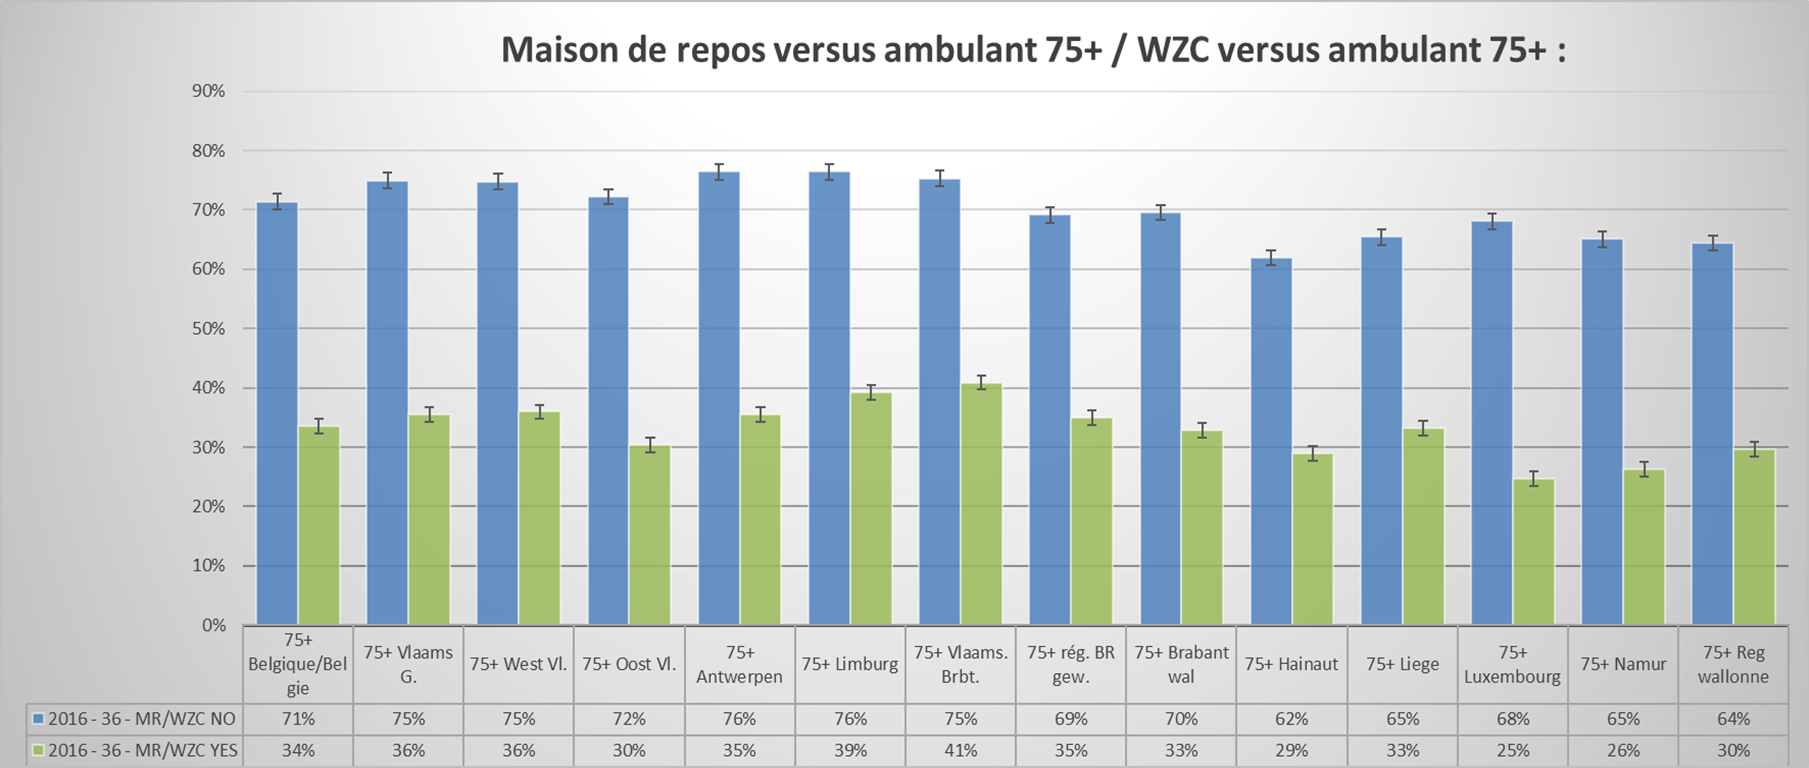 Maison de repos versus ambulant 75+ / WZC versus ambulant 75+ :
90%
80%
70%
60%
50%
40%
30%
20%
10%
0%
75+
Belgique/Bel
gie
75+ Vlaams
G.
75+ West Vl.
75+ Oost Vl.
75+
Antwerpen
75+ Limburg
75+ Vlaams.
Brbt.
75+ rég. BR
gew.
75+ Brabant
wal
75+ Hainaut
75+ Liege
75+
Luxembourg
75+ Namur
75+ Reg
wallonne
2016 - 36 - MR/WZC NO 71% 75% 75% 72% 76% 76% 75% 69% 70% 62% 65% 68% 65% 64%
2016 - 36 - MR/WZC YES 34% 36% 36% 30% 35% 39% 41% 35% 33% 29% 33% 25% 26% 30%